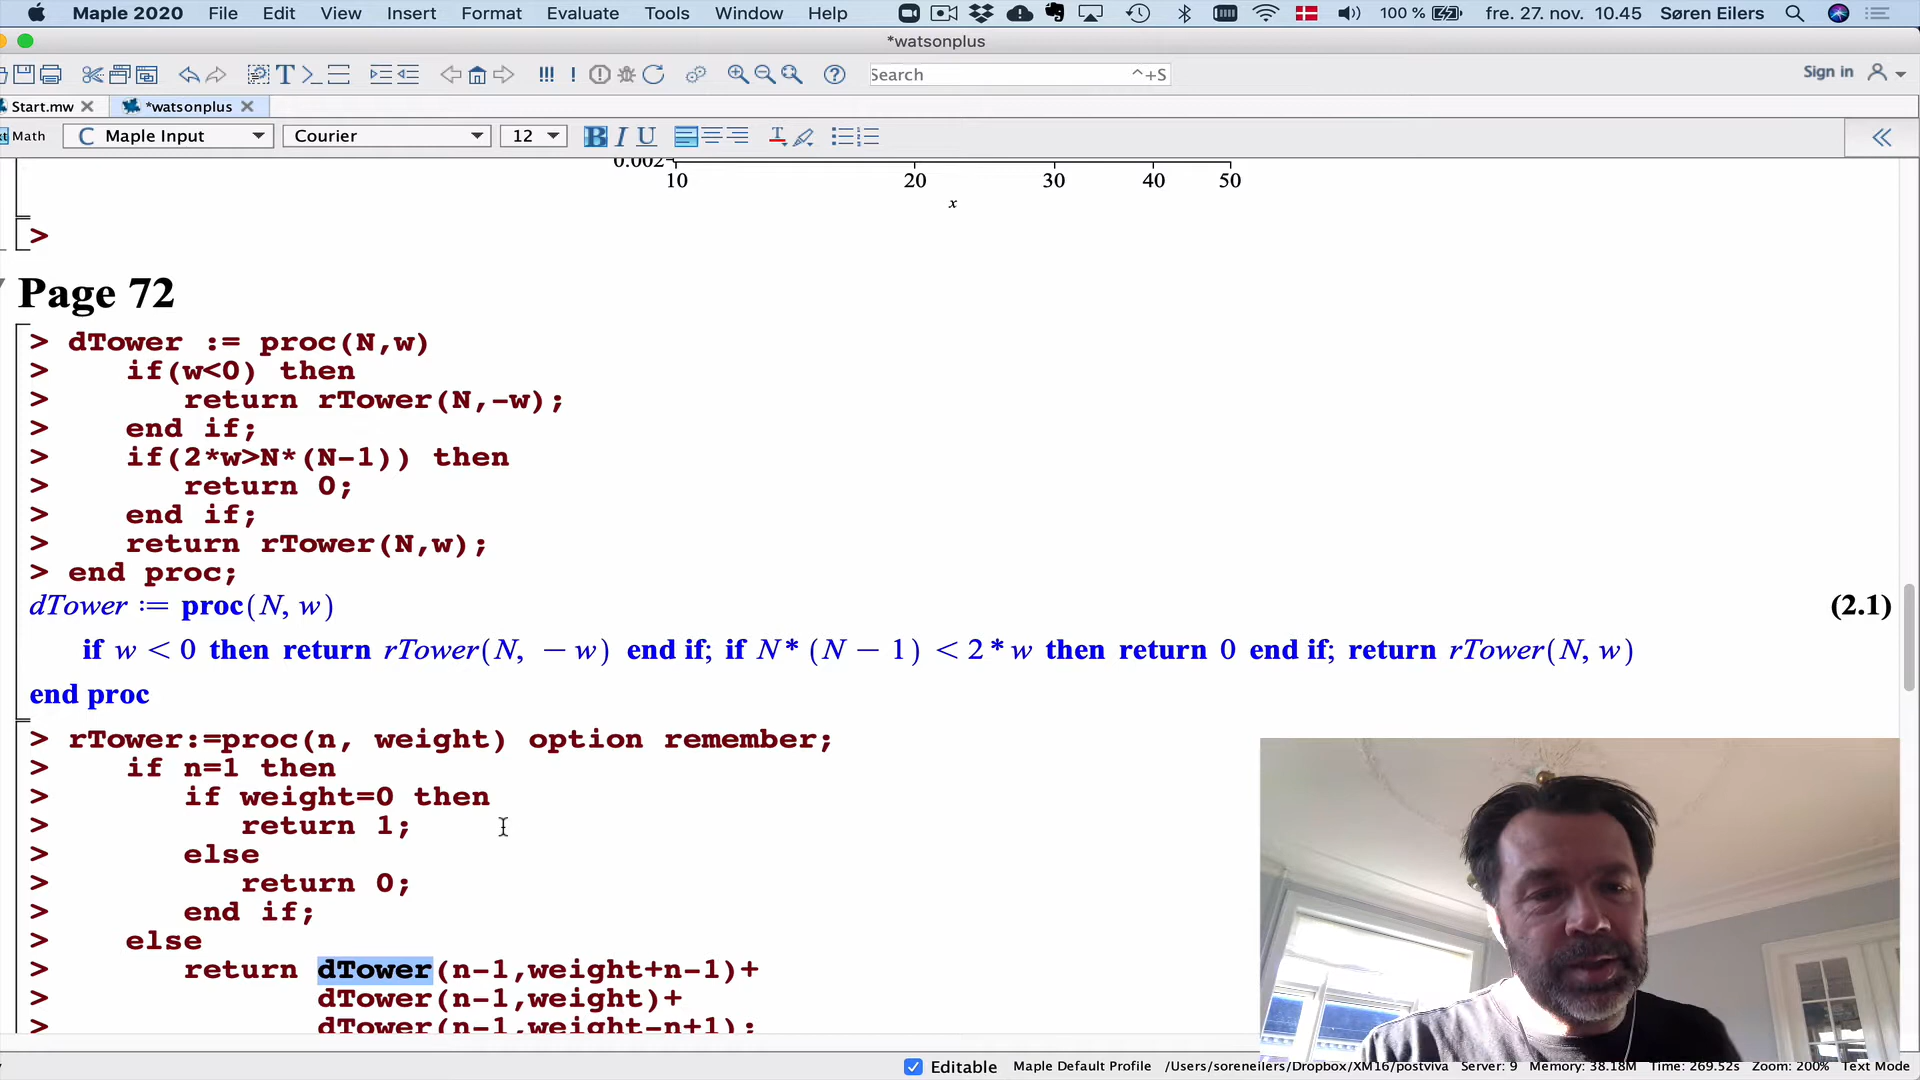 Maple 2020 File Edit View Insert Format Evaluate Tools Window Help 100 % fre. 27. nov. 10.45 Søren Eilers
*watsonplus
Search ^+S Sign in
Start.mw *watsonplus
Math C Maple Input Courier 12 B I U
0.002
10 20 30 40 50
x
>
Page 72
> dTower := proc(N,w)
> if(w<0) then
> return rTower(N,-w);
> end if;
> if(2*w>N*(N-1)) then
> return 0;
> end if;
> return rTower(N,w);
> end proc;
dTower := proc(N, w) (2.1)
if w < 0 then return rTower(N, − w) end if; if N* (N − 1) < 2*w then return 0 end if; return rTower(N, w)
end proc
> rTower:=proc(n, weight) option remember;
> if n=1 then
> if weight=0 then
> return 1;
> else
> return 0;
> end if;
> else
> return dTower(n-1,weight+n-1)+
> dTower(n-1,weight)+
> dTower(n-1,weight-n+1);
Editable Maple Default Profile /Users/soreneilers/Dropbox/XM16/postviva Server: 9 Memory: 38.18M Time: 269.52s Zoom: 200% Text Mode